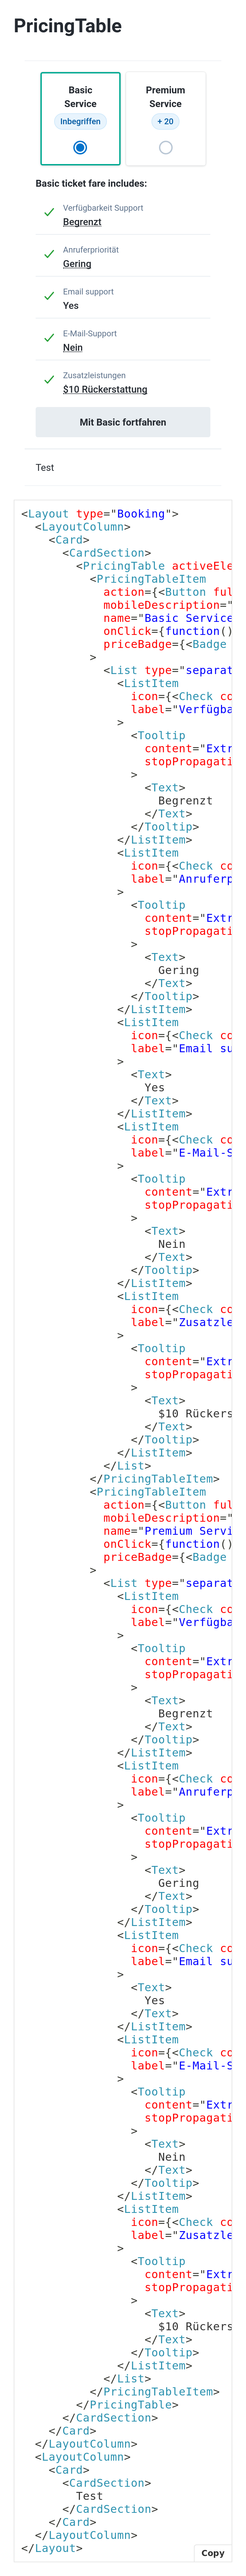 PricingTable
Basic Service
Premium Service
Inbegriffen
+ 20
Basic ticket fare includes:
Verfügbarkeit Support
Begrenzt
Anruferpriorität
Gering
Email support
Yes
E-Mail-Support
Nein
Zusatzleistungen
$10 Rückerstattung
Mit Basic fortfahren
Test
<Layout type="Booking">
<LayoutColumn>
<Card>
<CardSection>
<PricingTable activeEle
<PricingTableItem
action={<Button ful
mobileDescription="
name="Basic Service
onClick={function()
priceBadge={<Badge
>
<List type="separat
<ListItem
icon={<Check co
label="Verfügba
>
<Tooltip
content="Extr
stopPropagati
>
<Text>
Begrenzt
</Text>
</Tooltip>
</ListItem>
<ListItem
icon={<Check co
label="Anruferp
>
<Tooltip
content="Extr
stopPropagati
>
<Text>
Gering
</Text>
</Tooltip>
</ListItem>
<ListItem
icon={<Check co
label="Email su
>
<Text>
Yes
</Text>
</ListItem>
<ListItem
icon={<Check co
label="E-Mail-S
>
<Tooltip
content="Extr
stopPropagati
>
<Text>
Nein
</Text>
</Tooltip>
</ListItem>
<ListItem
icon={<Check co
label="Zusatzle
>
<Tooltip
content="Extr
stopPropagati
>
<Text>
$10 Rückers
</Text>
</Tooltip>
</ListItem>
</List>
</PricingTableItem>
<PricingTableItem
action={<Button ful
mobileDescription="
name="Premium Servi
onClick={function()
priceBadge={<Badge
>
<List type="separat
<ListItem
icon={<Check co
label="Verfügba
>
<Tooltip
content="Extr
stopPropagati
>
<Text>
Begrenzt
</Text>
</Tooltip>
</ListItem>
<ListItem
icon={<Check co
label="Anruferp
>
<Tooltip
content="Extr
stopPropagati
>
<Text>
Gering
</Text>
</Tooltip>
</ListItem>
<ListItem
icon={<Check co
label="Email su
>
<Text>
Yes
</Text>
</ListItem>
<ListItem
icon={<Check co
label="E-Mail-S
>
<Tooltip
content="Extr
stopPropagati
>
<Text>
Nein
</Text>
</Tooltip>
</ListItem>
<ListItem
icon={<Check co
label="Zusatzle
>
<Tooltip
content="Extr
stopPropagati
>
<Text>
$10 Rückers
</Text>
</Tooltip>
</ListItem>
</List>
</PricingTableItem>
</PricingTable>
</CardSection>
</Card>
</LayoutColumn>
<LayoutColumn>
<Card>
<CardSection>
Test
</CardSection>
</Card>
</LayoutColumn>
</Layout>
Copy